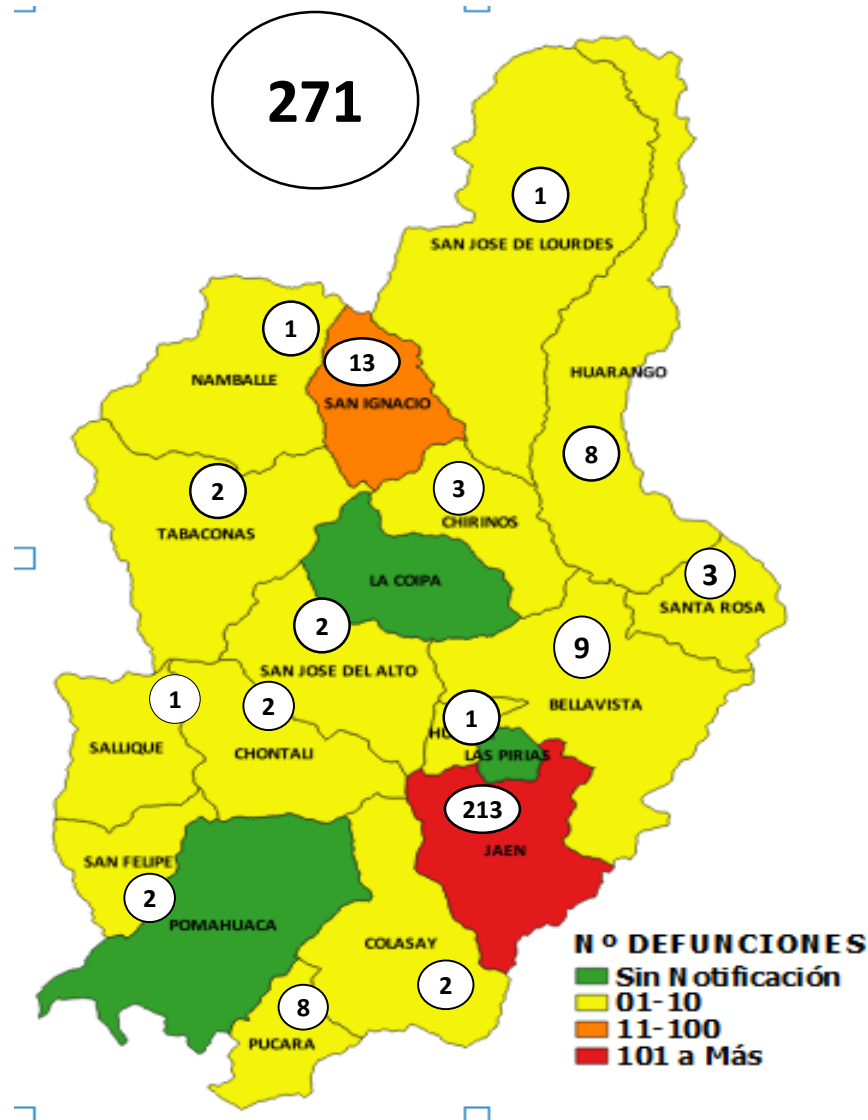 271
1
SAN JOSE DE LOURDES
1
NAMBALLE
13
SAN IGNACIO
HUARANGO
8
2
TABACONAS
3
CHIRINOS
LA COIPA
3
SANTA ROSA
2
SAN JOSE DEL ALTO
9
BELLAVISTA
1
SALLIQUE
2
CHONTALI
1
LAS PIRIAS
213
JAEN
SAN FELIPE
2
POMAHUACA
COLASAY
2
8
PUCARA
Nº DEFUNCIONES
Sin Notificación
01-10
11-100
101 a Más